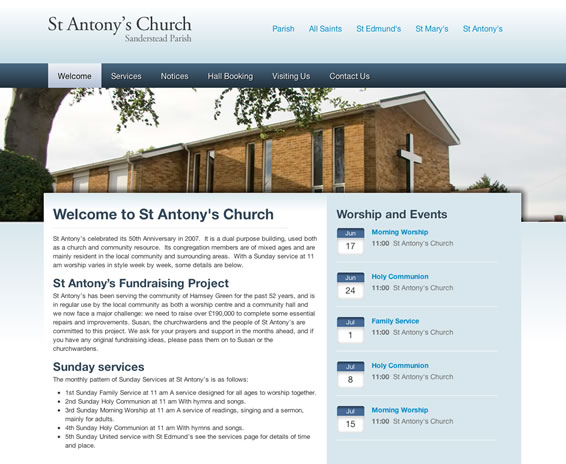 St Antony's Church
Sanderstead Parish
Parish All Saints St Edmund's St Mary's St Antony's
Welcome Services Notices Hall Booking Visiting Us Contact Us
Welcome to St Antony's Church
St Antony's celebrated its 50th Anniversary in 2007. It is a dual purpose building, used both
as a church and community resource. Its congregation members are of mixed ages and are
mainly resident in the local community and surrounding areas. With a Sunday service at 11
am worship varies in style week by week, some details are below.
St Antony's Fundraising Project
St Antony's has been serving the community of Hamsey Green for the past 52 years, and is
in regular use by the local community as both a worship centre and a community hall and
we now face a major challenge: we need to raise over £190,000 to complete some essential
repairs and improvements. Susan, the churchwardens and the people of St Antony's are
committed to this project. We ask for your prayers and support in the months ahead, and if
you have any original fundraising ideas, please pass them on to Susan or the
churchwardens.
Sunday services
The monthly pattern of Sunday Services at St Antony's is as follows:
• 1st Sunday Family Service at 11 am A service designed for all ages to worship together.
• 2nd Sunday Holy Communion at 11 am With hymns and songs.
• 3rd Sunday Morning Worship at 11 am A service of readings, singing and a sermon,
mainly for adults.
• 4th Sunday Holy Communion at 11 am With hymns and songs.
• 5th Sunday United service with St Edmund's see the services page for details of time
and place.
Worship and Events
Jun
17
Morning Worship
11:00 St Antony's Church
Jun
24
Holy Communion
11:00 St Antony's Church
Jul
1
Family Service
11:00 St Antony's Church
Jul
8
Holy Communion
11:00 St Antony's Church
Jul
15
Morning Worship
11:00 St Antony's Church